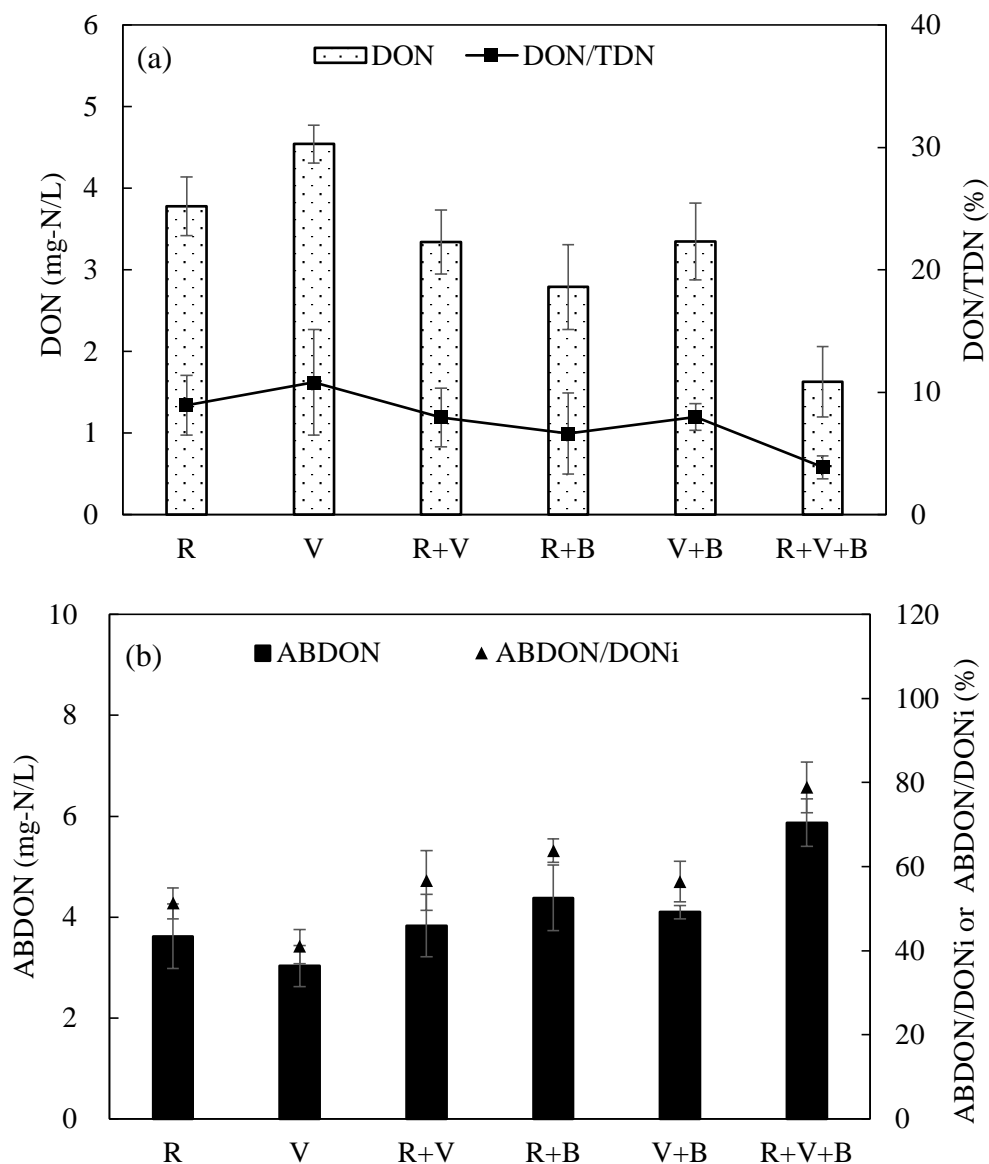 (a)
DON
DON/TDN
DON (mg-N/L)
0
1
2
3
4
5
6
DON/TDN (%)
0
10
20
30
40
R V R+V R+B V+B R+V+B
(b)
ABDON
ABDON/DONi
ABDON (mg-N/L)
0
2
4
6
8
10
ABDON/DONi or ABDON/DONi (%)
0
20
40
60
80
100
120
R V R+V R+B V+B R+V+B